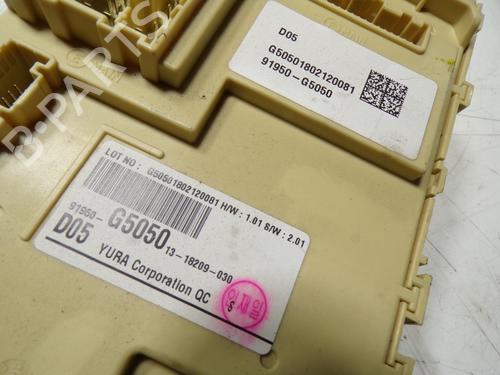 D05
G50501802120081
91950-G5050
LOT NO : G50501802120081 H/W : 1.01 S/W : 2.01
91950-
G5050
D05
13-18209-030
YURA Corporation QC
S
B-PARTS